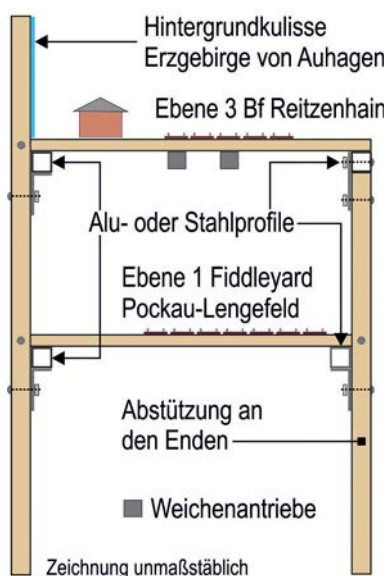 Hintergrundkulisse
Erzgebirge von Auhagen
Ebene 3 Bf Reitzenhain
Alu- oder Stahlprofile
Ebene 1 Fiddleyard
Pockau-Lengefeld
Abstützung an
den Enden
Weichenantriebe
Zeichnung unmaßstäblich